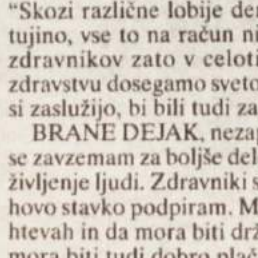 "Skozi različne lobije de
tujino, vse to na račun ni
zdravnikov zato v celoti
zdravstvu dosegamo sveto
si zaslužijo, bi bili tudi za
BRANE DEJAK, neza
se zavzemam za boljše del
življenje ljudi. Zdravniki s
hovo stavko podpiram. M
htevah in da mora biti drž
mora biti tudi dobro plač